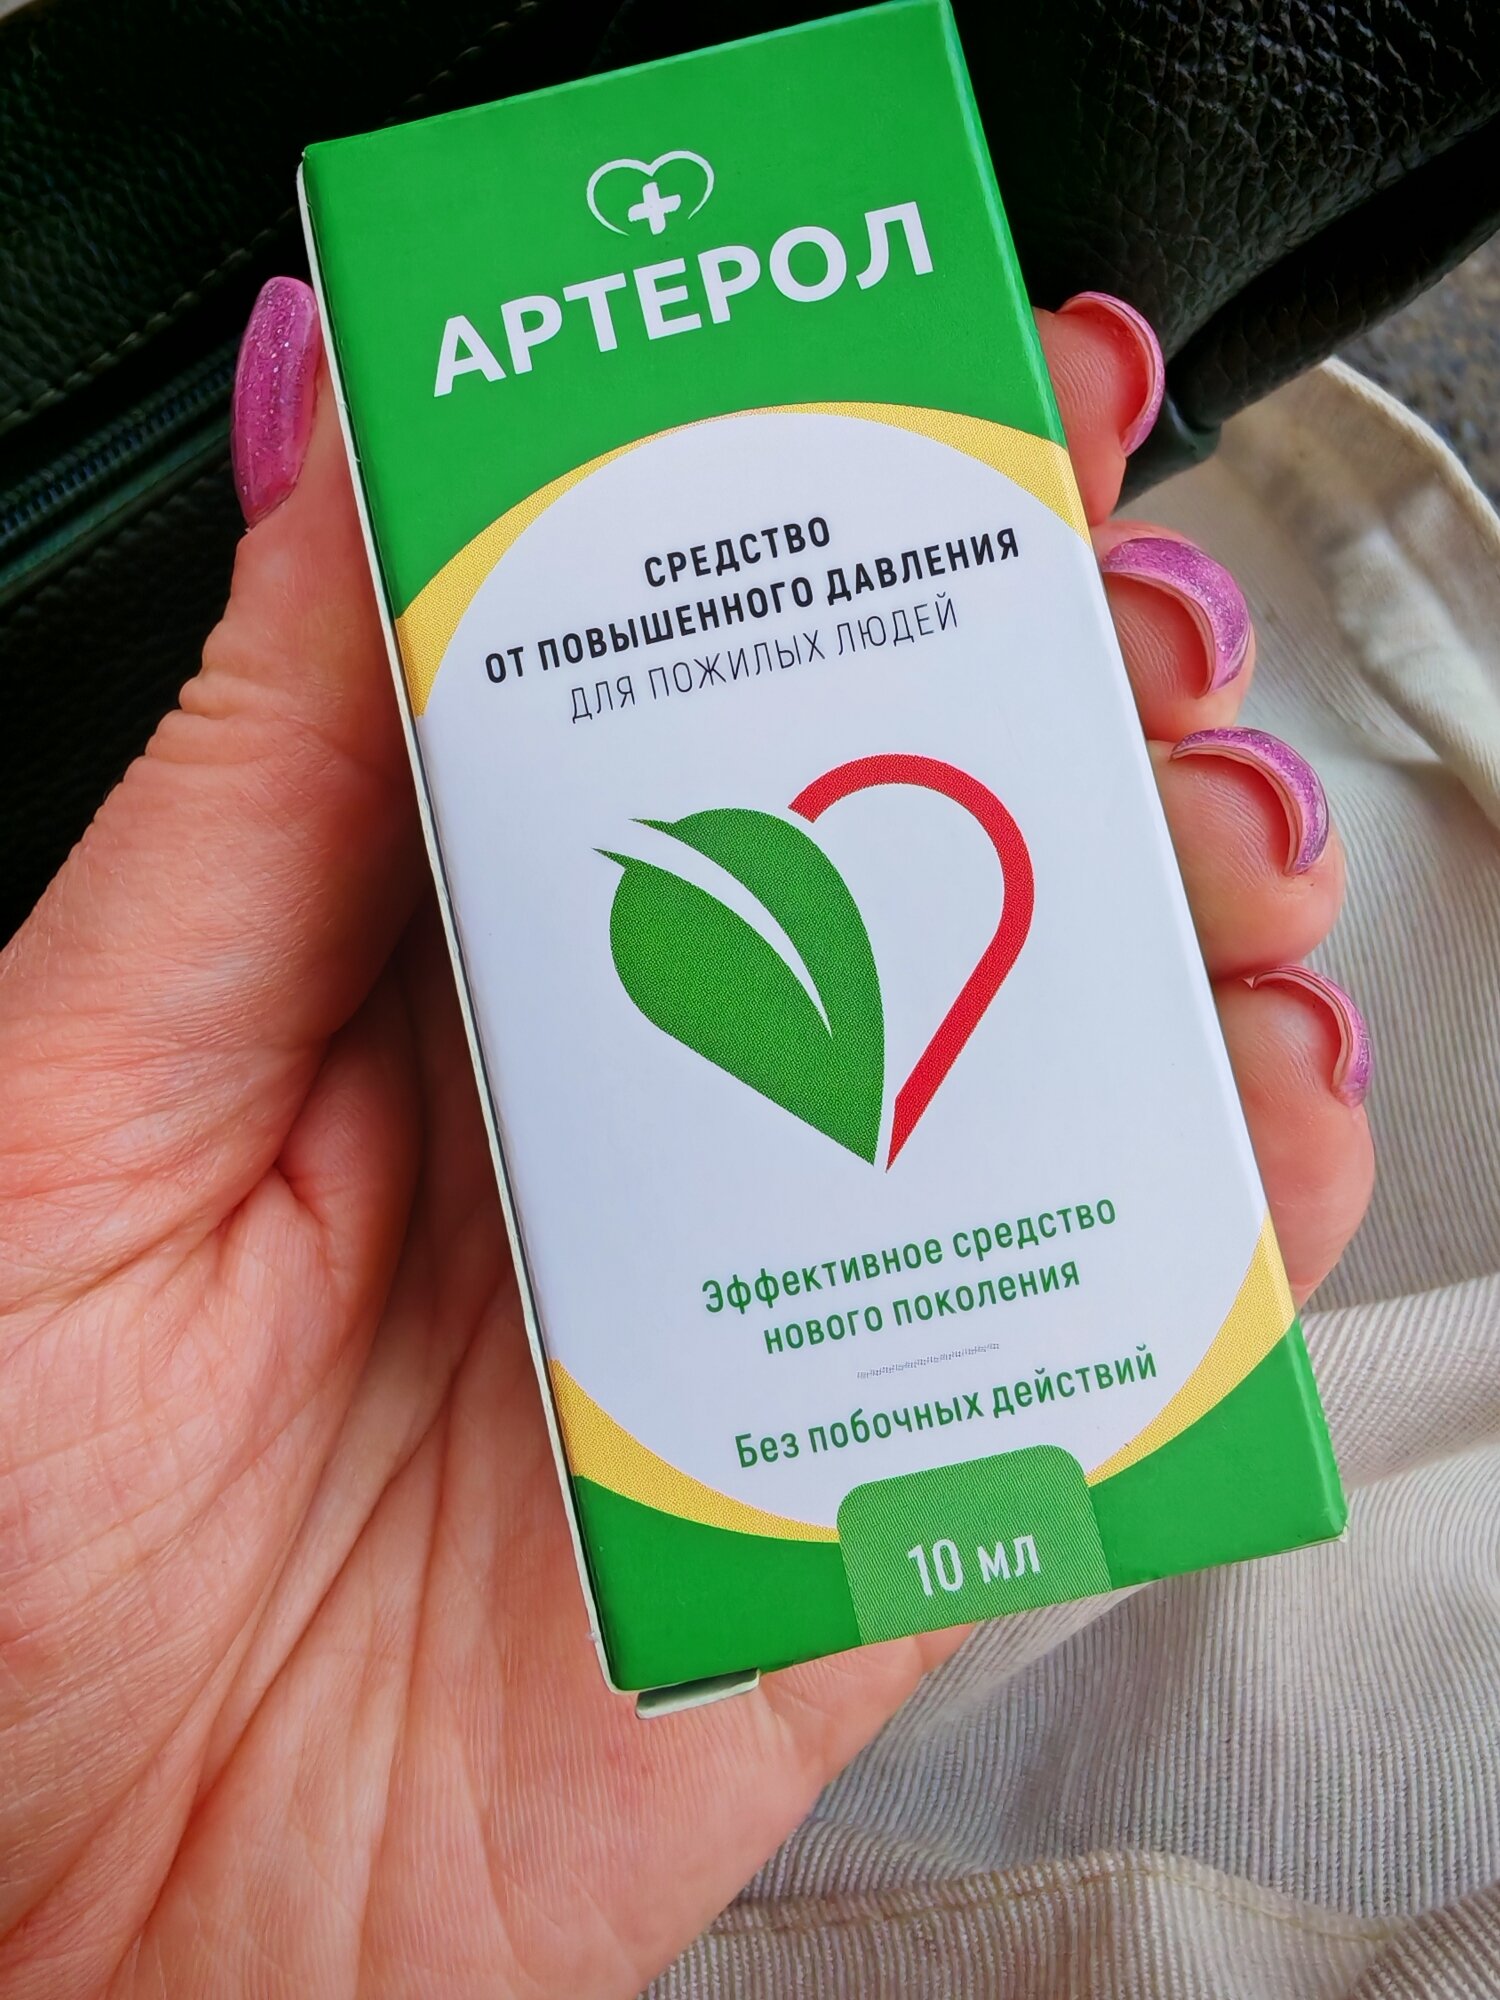 АРТЕРОЛ
СРЕДСТВО
ОТ ПОВЫШЕННОГО ДАВЛЕНИЯ
ДЛЯ ПОЖИЛЫХ ЛЮДЕЙ
Эффективное средство
нового поколения
Без побочных действий
10 мл